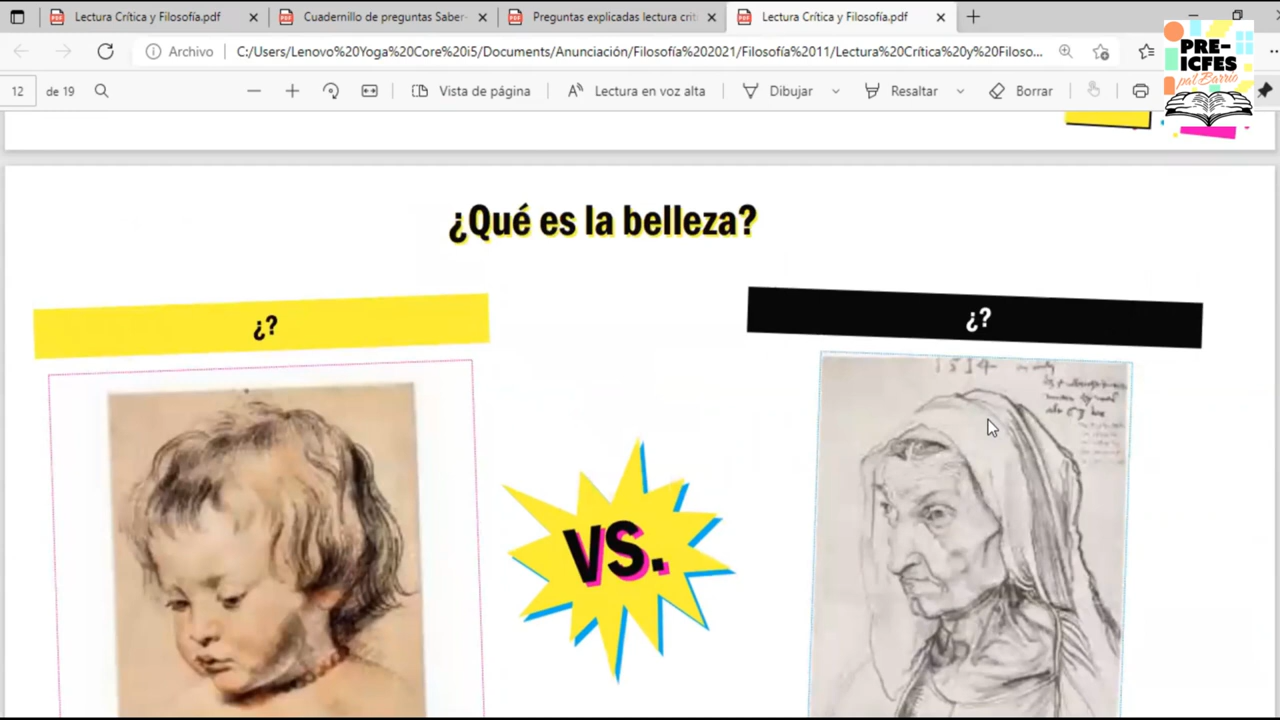 Lectura Crítica y Filosofía.pdf
Cuadernillo de preguntas Saber-
Preguntas explicadas lectura crit
Lectura Crítica y Filosofía.pdf
Archivo
C:/Users/Lenovo%20Yoga%20Core%20i5/Documents/Anunciación/Filosofía%202021/Filosofía%2011/Lectura%20Crítica%20y%20Filoso...
PRE-
ICFES
pa'l Barrio
12
de 19
Vista de página
Lectura en voz alta
Dibujar
Resaltar
Borrar
¿Qué es la belleza?
¿?
¿?
VS.
1514